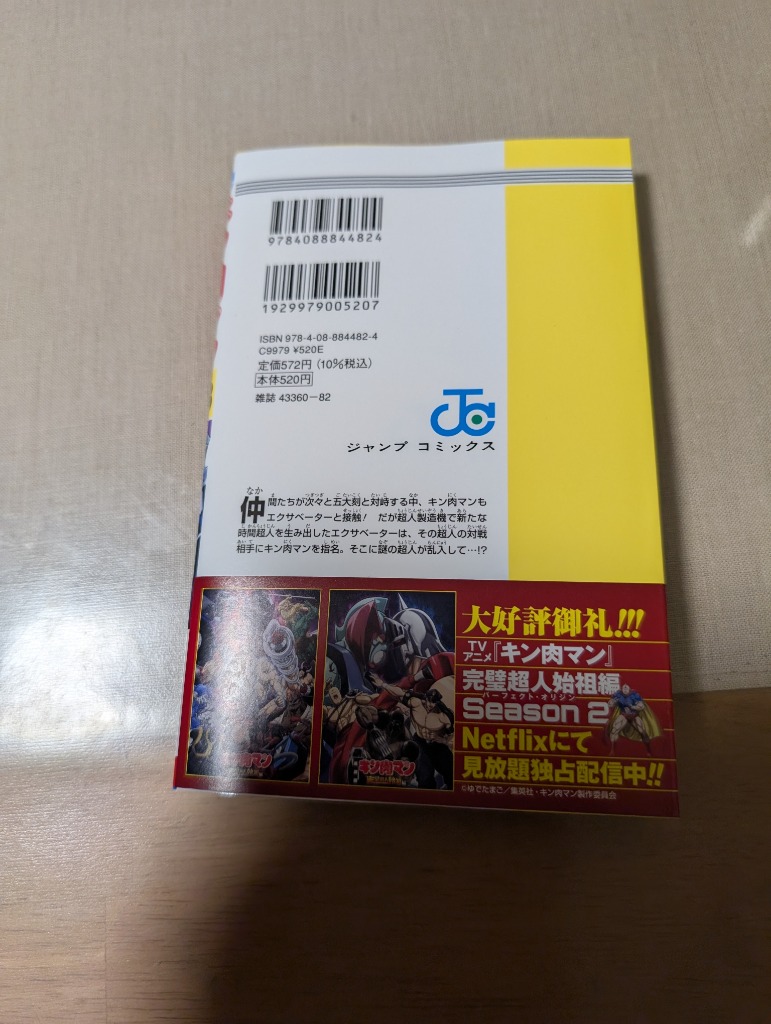 9784088844824
1929979005207
ISBN 978-4-08-884482-4
C9979 ¥520E
定価572円（10%税込）
本体520円
雑誌 43360－82
ジャンプ コミックス
仲間たちが次々と五大刻と対峙する中、キン肉マンも
エクサベーターと接触！ だが超人製造機で新たな
時間超人を生み出したエクサベーターは、その超人の対戦
相手にキン肉マンを指名。そこに謎の超人が乱入して…!?
大好評御礼!!!
TVアニメ『キン肉マン』
完璧超人始祖編
パーフェクト・オリジン
Season 2
Netflixにて
見放題独占配信中!!
©ゆでたまご／集英社・キン肉マン製作委員会
キン肉マン
キン肉マン